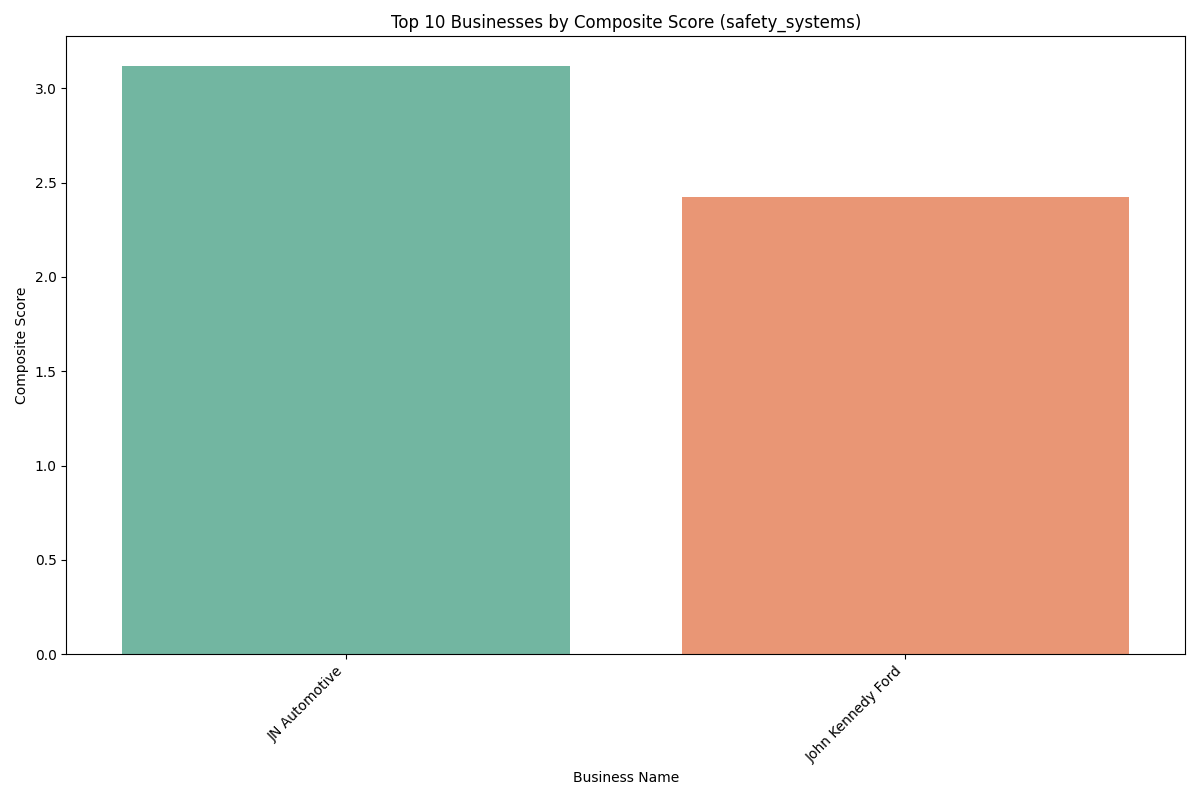 Top 10 Businesses by Composite Score (safety_systems)
Composite Score
3.0
2.5
2.0
1.5
1.0
0.5
0.0
JN Automotive
John Kennedy Ford
Business Name